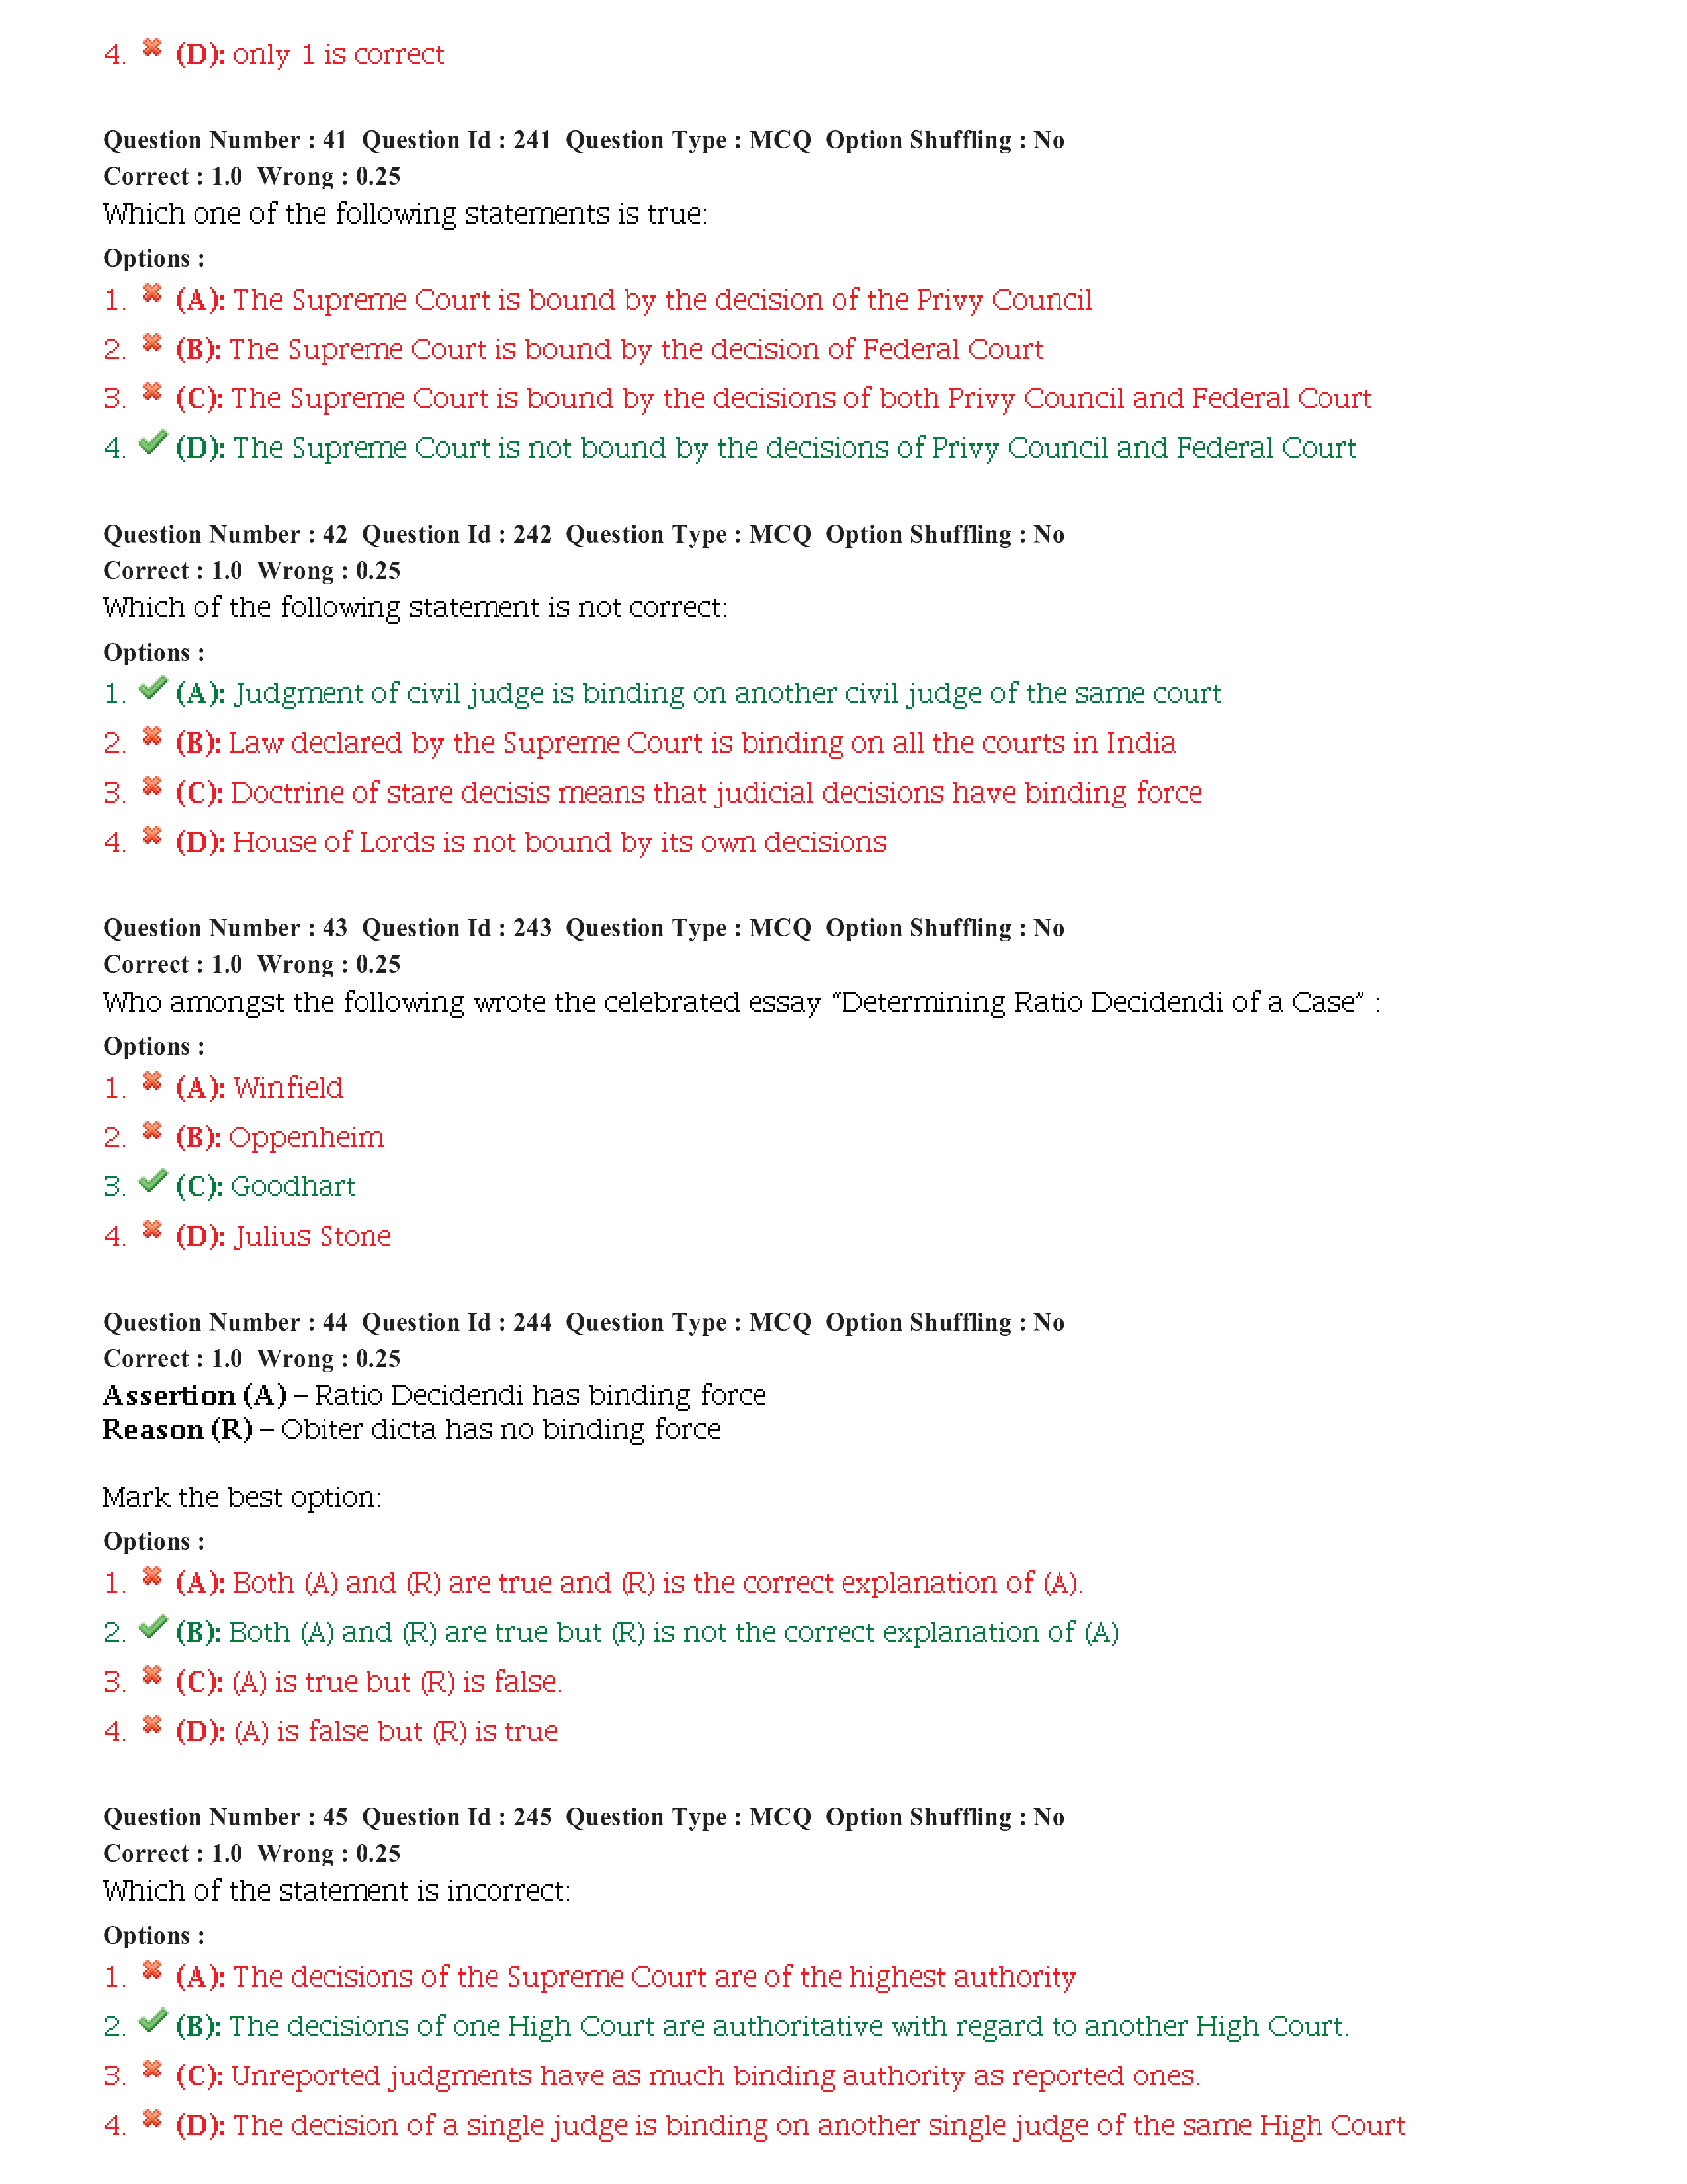 4. (D): only 1 is correct
Question Number : 41 Question Id : 241 Question Type : MCQ Option Shuffling : No
Correct : 1.0 Wrong : 0.25
Which one of the following statements is true:
Options :
1. (A): The Supreme Court is bound by the decision of the Privy Council
2. (B): The Supreme Court is bound by the decision of Federal Court
3. (C): The Supreme Court is bound by the decisions of both Privy Council and Federal Court
4. (D): The Supreme Court is not bound by the decisions of Privy Council and Federal Court
Question Number : 42 Question Id : 242 Question Type : MCQ Option Shuffling : No
Correct : 1.0 Wrong : 0.25
Which of the following statement is not correct:
Options :
1. (A): Judgment of civil judge is binding on another civil judge of the same court
2. (B): Law declared by the Supreme Court is binding on all the courts in India
3. (C): Doctrine of stare decisis means that judicial decisions have binding force
4. (D): House of Lords is not bound by its own decisions
Question Number : 43 Question Id : 243 Question Type : MCQ Option Shuffling : No
Correct : 1.0 Wrong : 0.25
Who amongst the following wrote the celebrated essay “Determining Ratio Decidendi of a Case” :
Options :
1. (A): Winfield
2. (B): Oppenheim
3. (C): Goodhart
4. (D): Julius Stone
Question Number : 44 Question Id : 244 Question Type : MCQ Option Shuffling : No
Correct : 1.0 Wrong : 0.25
Assertion (A) – Ratio Decidendi has binding force
Reason (R) – Obiter dicta has no binding force
Mark the best option:
Options :
1. (A): Both (A) and (R) are true and (R) is the correct explanation of (A).
2. (B): Both (A) and (R) are true but (R) is not the correct explanation of (A)
3. (C): (A) is true but (R) is false.
4. (D): (A) is false but (R) is true
Question Number : 45 Question Id : 245 Question Type : MCQ Option Shuffling : No
Correct : 1.0 Wrong : 0.25
Which of the statement is incorrect:
Options :
1. (A): The decisions of the Supreme Court are of the highest authority
2. (B): The decisions of one High Court are authoritative with regard to another High Court.
3. (C): Unreported judgments have as much binding authority as reported ones.
4. (D): The decision of a single judge is binding on another single judge of the same High Court